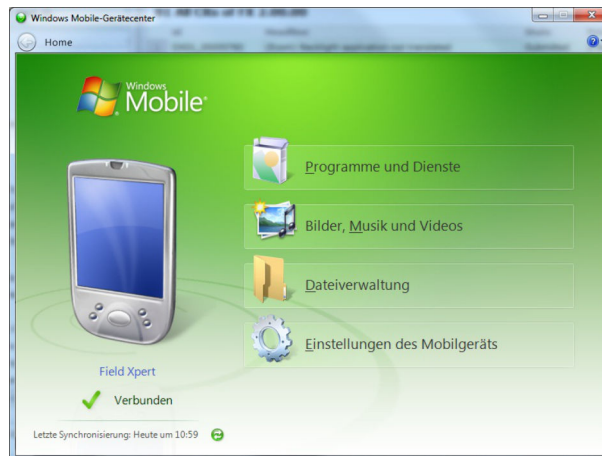 Windows Mobile-Gerätecenter
Home
Windows
Mobile
Programme und Dienste
Bilder, Musik und Videos
Dateiverwaltung
Einstellungen des Mobilgeräts
Field Xpert
Verbunden
Letzte Synchronisierung: Heute um 10:59